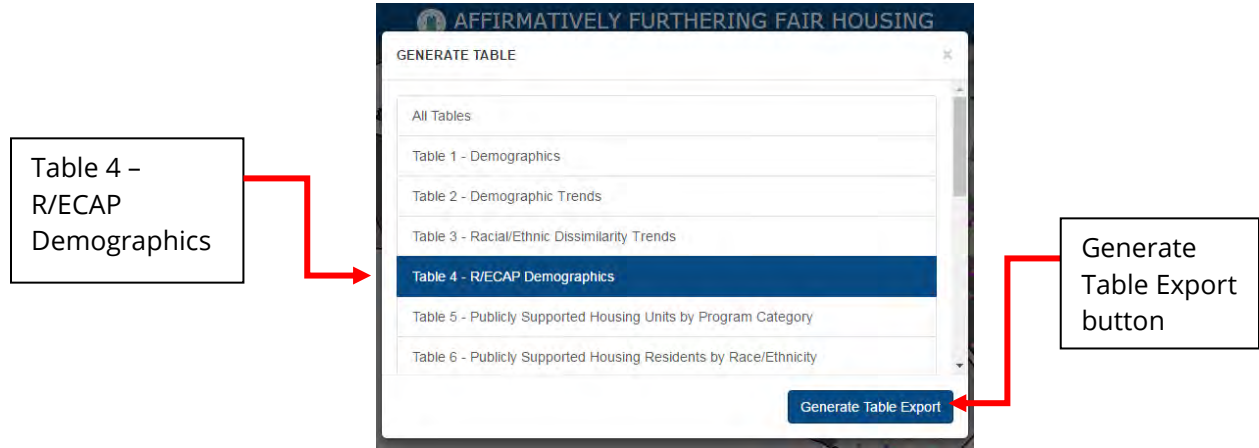 AFFIRMATIVELY FURTHERING FAIR HOUSING
GENERATE TABLE
×
All Tables
Table 1 - Demographics
Table 2 - Demographic Trends
Table 3 - Racial/Ethnic Dissimilarity Trends
Table 4 - R/ECAP Demographics
Table 5 - Publicly Supported Housing Units by Program Category
Table 6 - Publicly Supported Housing Residents by Race/Ethnicity
Generate Table Export
Table 4 –
R/ECAP
Demographics
Generate
Table Export
button